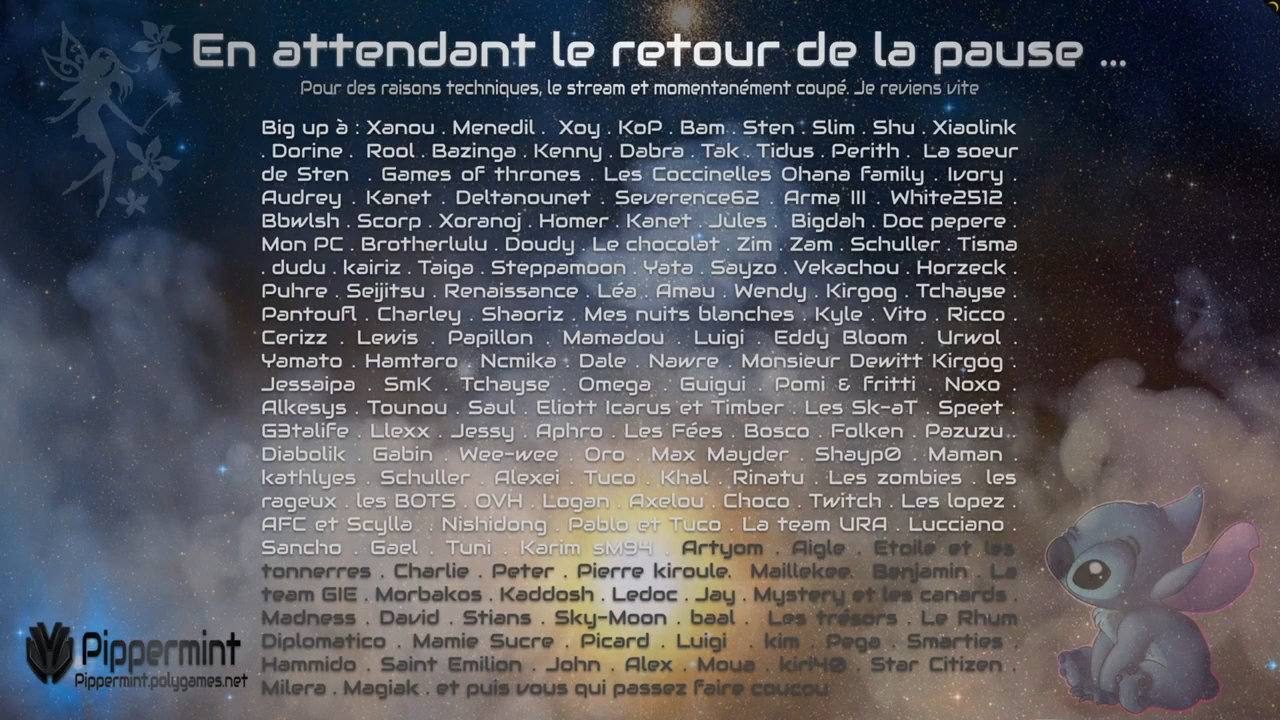 En attendant le retour de la pause ...
Pour des raisons techniques, le stream et momentanément coupé. Je reviens vite
Big up à : Xanou . Menedil . Xoy . KoP . Bam . Sten . Slim . Shu . Xiaolink
. Dorine . Rool . Bazinga . Kenny . Dabra . Tak . Tidus . Perith . La soeur
de Sten . Games of thrones . Les Coccinelles Ohana family . Ivory .
Audrey . Kanet . Deltanounet . Severence62 . Arma III . White2512 .
Bbwlsh . Scorp . Xoranoj . Homer . Kanet . Jules . Bigdah . Doc pepere .
Mon PC . Brotherlulu . Doudy . Le chocolat . Zim . Zam . Schuller . Tisma
. dudu . kairiz . Taiga . Steppamoon . Yata . Sayzo . Vekachou . Horzeck .
Puhre . Seijitsu . Renaissance . Léa . Amau . Wendy . Kirgog . Tchayse .
Pantoufl . Charley . Shaoriz . Mes nuits blanches . Kyle . Vito . Ricco .
Cerizz . Lewis . Papillon . Mamadou . Luigi . Eddy Bloom . Urwol .
Yamato . Hamtaro . Ncmika . Dale . Nawre . Monsieur Dewitt Kirgog .
Jessaipa . SmK . Tchayse . Omega . Guigui . Pomi & fritti . Noxo .
Alkesys . Tounou . Saul . Eliott Icarus et Timber . Les Sk-aT . Speet .
G3talife . Llexx . Jessy . Aphro . Les Fées . Bosco . Folken . Pazuzu .
Diabolik . Gabin . Wee-wee . Oro . Max Mayder . Shayp0 . Maman .
kathlyes . Schuller . Alexei . Tuco . Khal . Rinatu . Les zombies . les
rageux . les BOTS . OVH . Logan . Axelou . Choco . Twitch . Les lopez .
AFC et Scylla . Nishidong . Pablo et Tuco . La team URA . Lucciano .
Sancho . Gael . Tuni . Karim sM94 . Artyom . Aigle . Etoile et les
tonnerres . Charlie . Peter . Pierre kiroule. Maillekee. Benjamin . La
team GIE . Morbakos . Kaddosh . Ledoc . Jay . Mystery et les canards .
Madness . David . Stians . Sky-Moon . baal . Les trésors . Le Rhum
Diplomatico . Mamie Sucre . Picard . Luigi . kim . Pega . Smarties .
Hammido . Saint Emilion . John . Alex . Moua . kiri40 . Star Citizen .
Milera . Magiak . et puis vous qui passez faire coucou
Pippermint
Pippermint.polygames.net